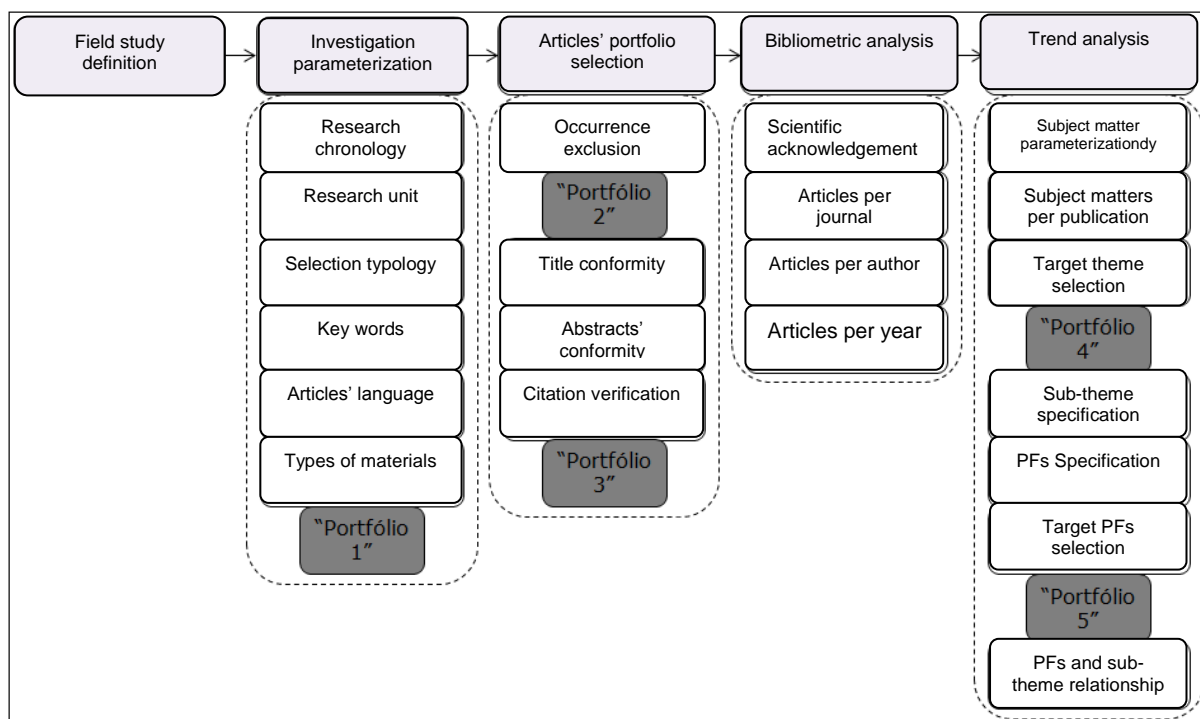 Field study
definition
Investigation
parameterization
Articles’ portfolio
selection
Bibliometric analysis
Trend analysis
Research
chronology
Research unit
Selection typology
Key words
Articles’ language
Types of materials
“Portfólio
1”
Occurrence
exclusion
“Portfólio
2”
Title conformity
Abstracts’
conformity
Citation verification
“Portfólio
3”
Scientific
acknowledgement
Articles per
journal
Articles per author
Articles per year
Subject matter
parameterizationdy
Subject matters
per publication
Target theme
selection
“Portfólio
4”
Sub-theme
specification
PFs Specification
Target PFs
selection
“Portfólio
5”
PFs and sub-
theme relationship